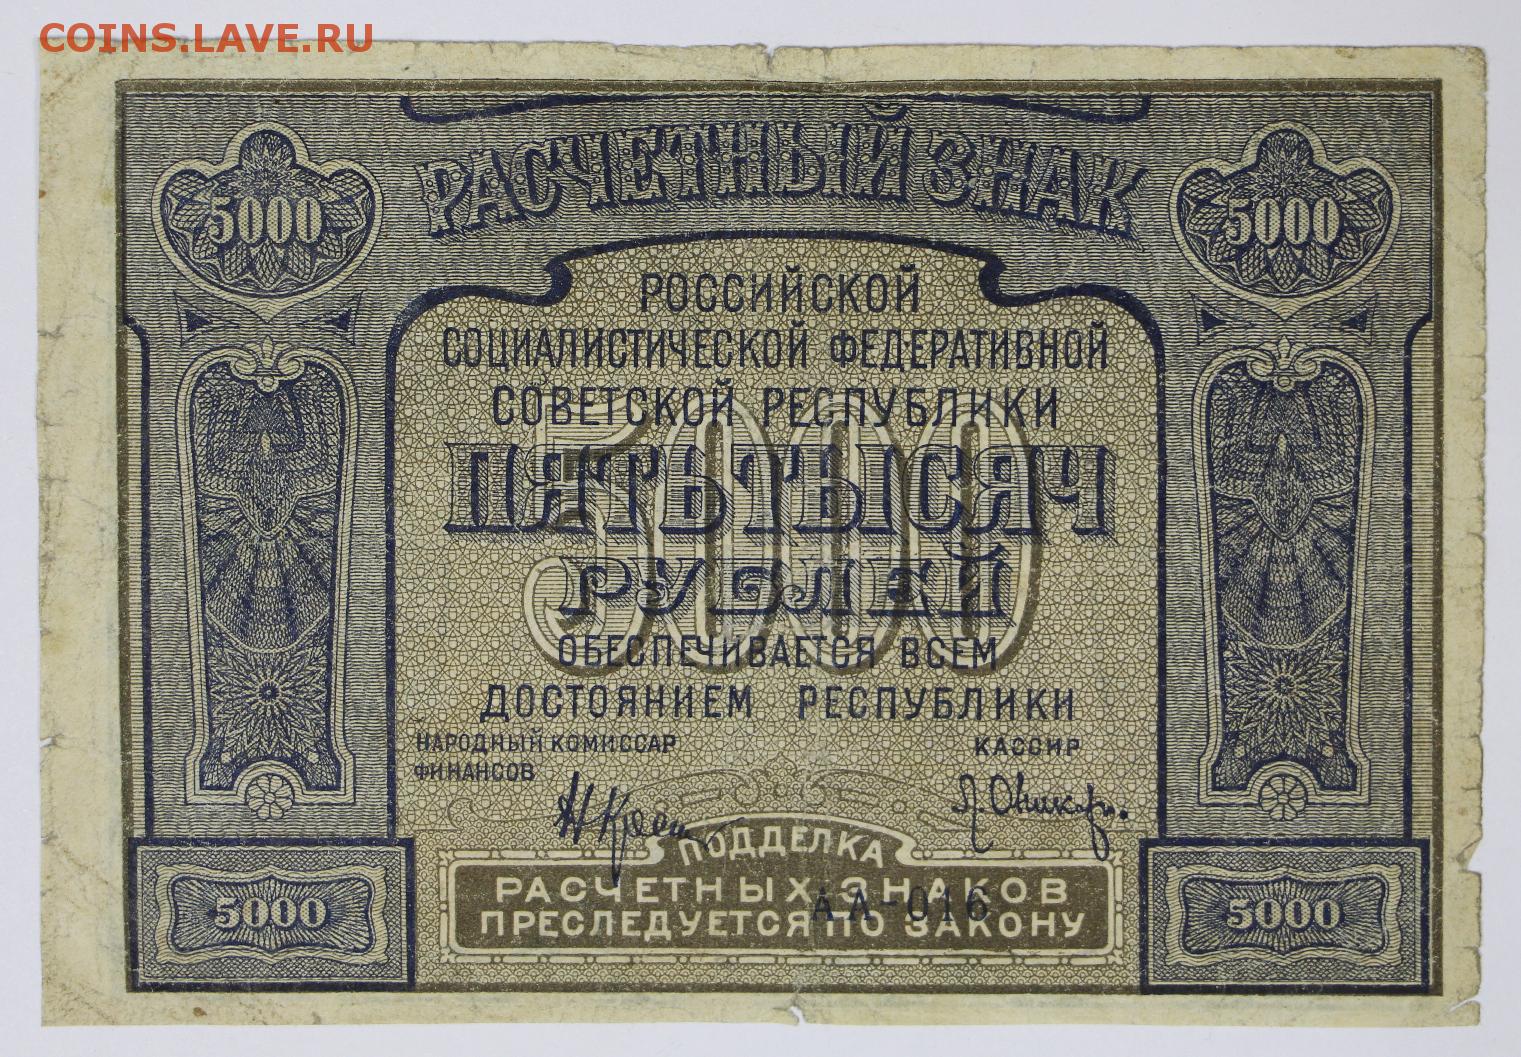 COINS.LAVE.RU
РАСЧЕТНЫЙ ЗНАК
5000 5000
РОССИЙСКОЙ
СОЦИАЛИСТИЧЕСКОЙ ФЕДЕРАТИВНОЙ
СОВЕТСКОЙ РЕСПУБЛИКИ
5000
ПЯТЬ ТЫСЯЧ
РУБЛЕЙ
ОБЕСПЕЧИВАЕТСЯ ВСЕМ
ДОСТОЯНИЕМ РЕСПУБЛИКИ
НАРОДНЫЙ КОМИССАР
ФИНАНСОВ
КАССИР
ПОДДЕЛКА
РАСЧЕТНЫХ ЗНАКОВ
ПРЕСЛЕДУЕТСЯ ПО ЗАКОНУ
АА-016
5000 5000